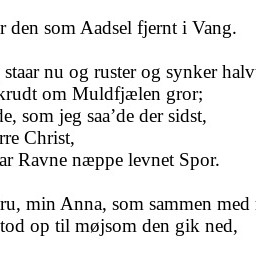 r den som Aadsel fjernt i Vang.
staar nu og ruster og synker halv
krudt om Muldfjælen gror;
de, som jeg saa’de der sidst,
rre Christ,
ar Ravne næppe levnet Spor.
ru, min Anna, som sammen med
tod op til møjsom den gik ned,